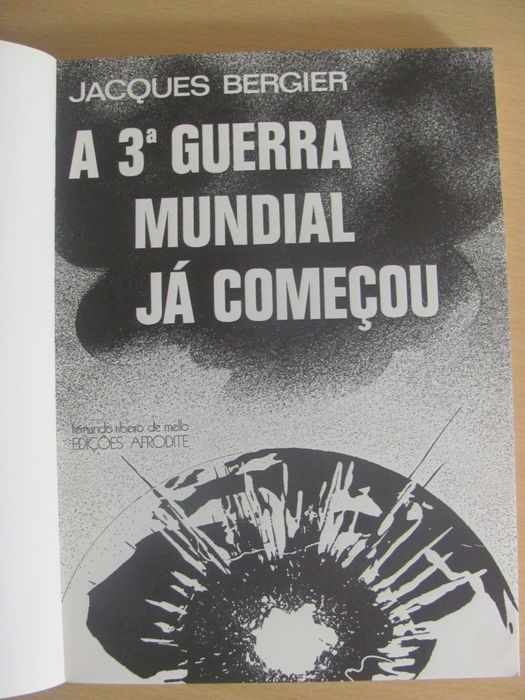 JACQUES BERGIER
A 3ª GUERRA
MUNDIAL
JÁ COMEÇOU
fernando ribeiro de mello
EDIÇÕES AFRODITE